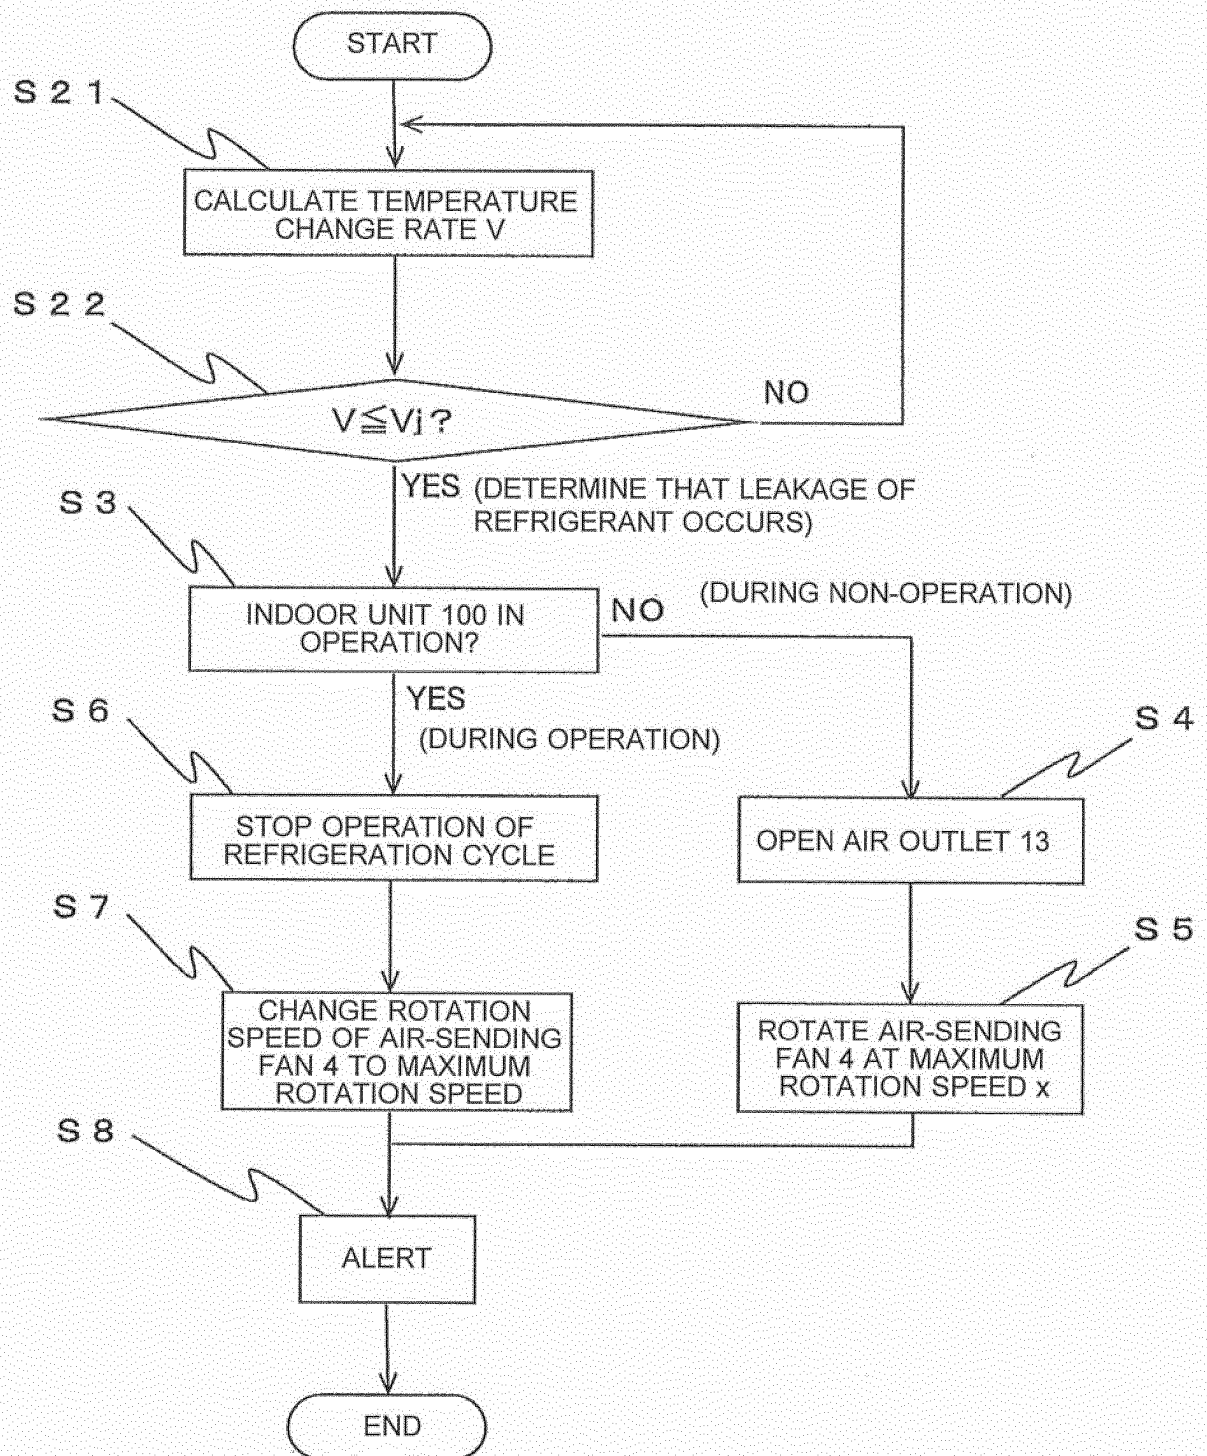 START
S21
CALCULATE TEMPERATURE
CHANGE RATE V
S22
V≦Vj?
NO
YES (DETERMINE THAT LEAKAGE OF
REFRIGERANT OCCURS)
S3
INDOOR UNIT 100 IN
OPERATION?
NO
(DURING NON-OPERATION)
YES
(DURING OPERATION)
S6
STOP OPERATION OF
REFRIGERATION CYCLE
S4
OPEN AIR OUTLET 13
S7
CHANGE ROTATION
SPEED OF AIR-SENDING
FAN 4 TO MAXIMUM
ROTATION SPEED
S5
ROTATE AIR-SENDING
FAN 4 AT MAXIMUM
ROTATION SPEED x
S8
ALERT
END